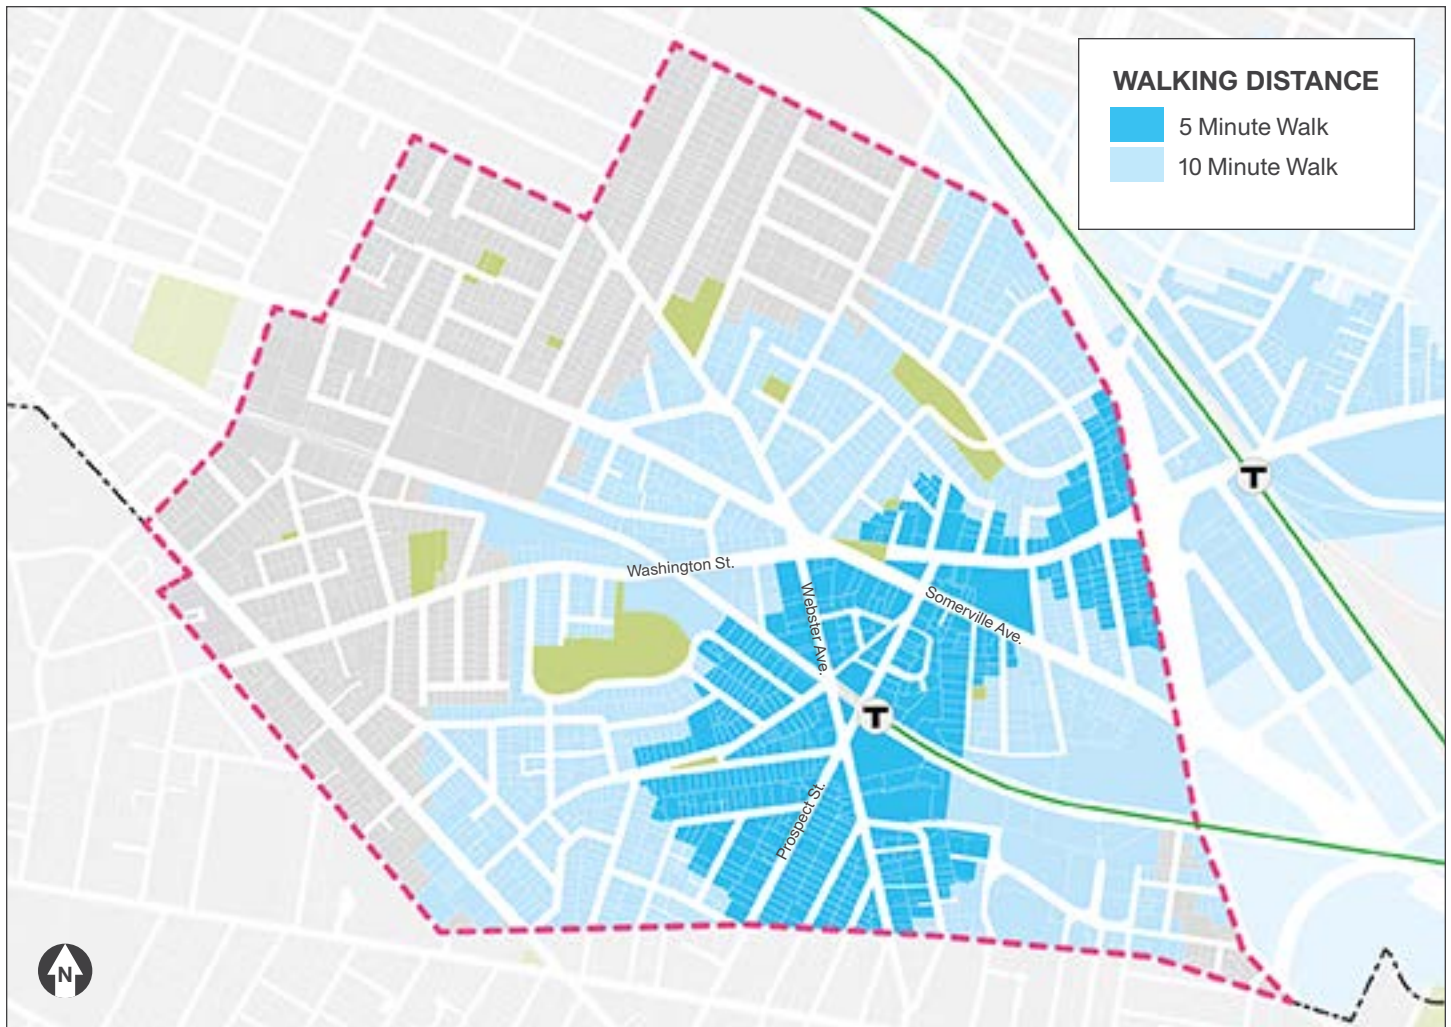 WALKING DISTANCE
5 Minute Walk
10 Minute Walk
T
Washington St.
Webster Ave.
Somerville Ave.
T
Prospect St.
N